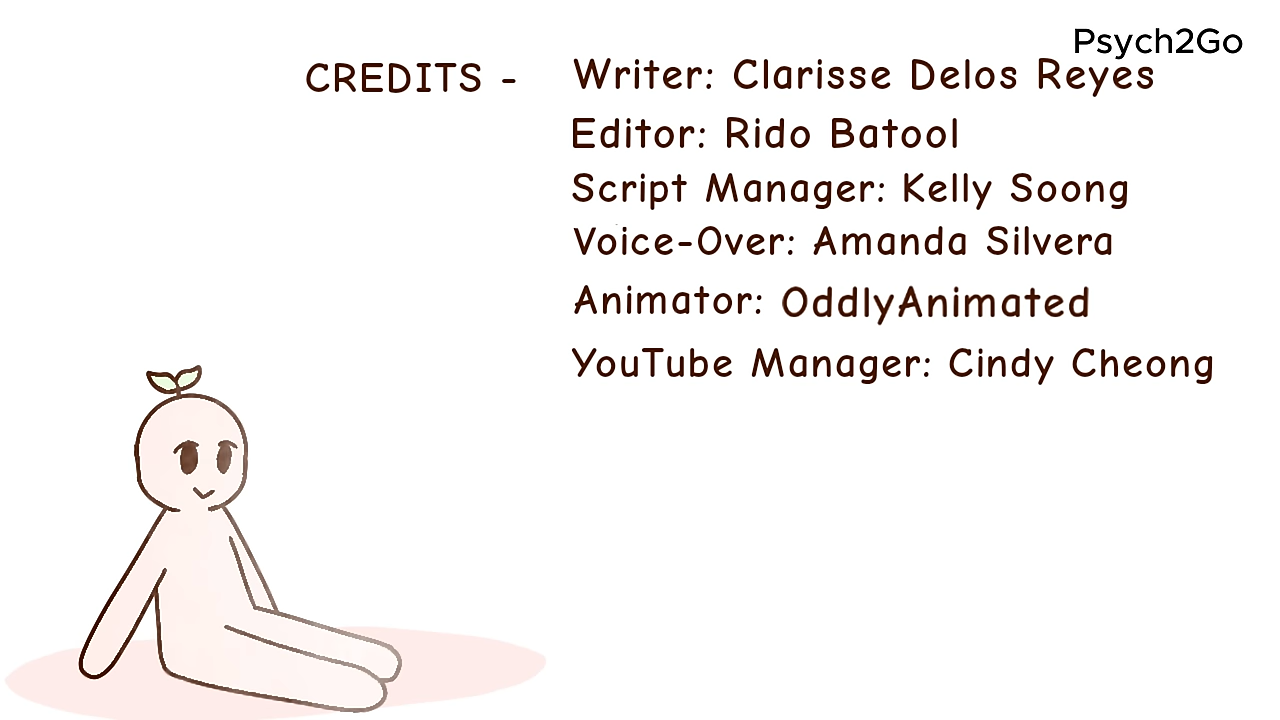 Psych2Go
CREDITS - Writer: Clarisse Delos Reyes
Editor: Rido Batool
Script Manager: Kelly Soong
Voice-Over: Amanda Silvera
Animator: OddlyAnimated
YouTube Manager: Cindy Cheong